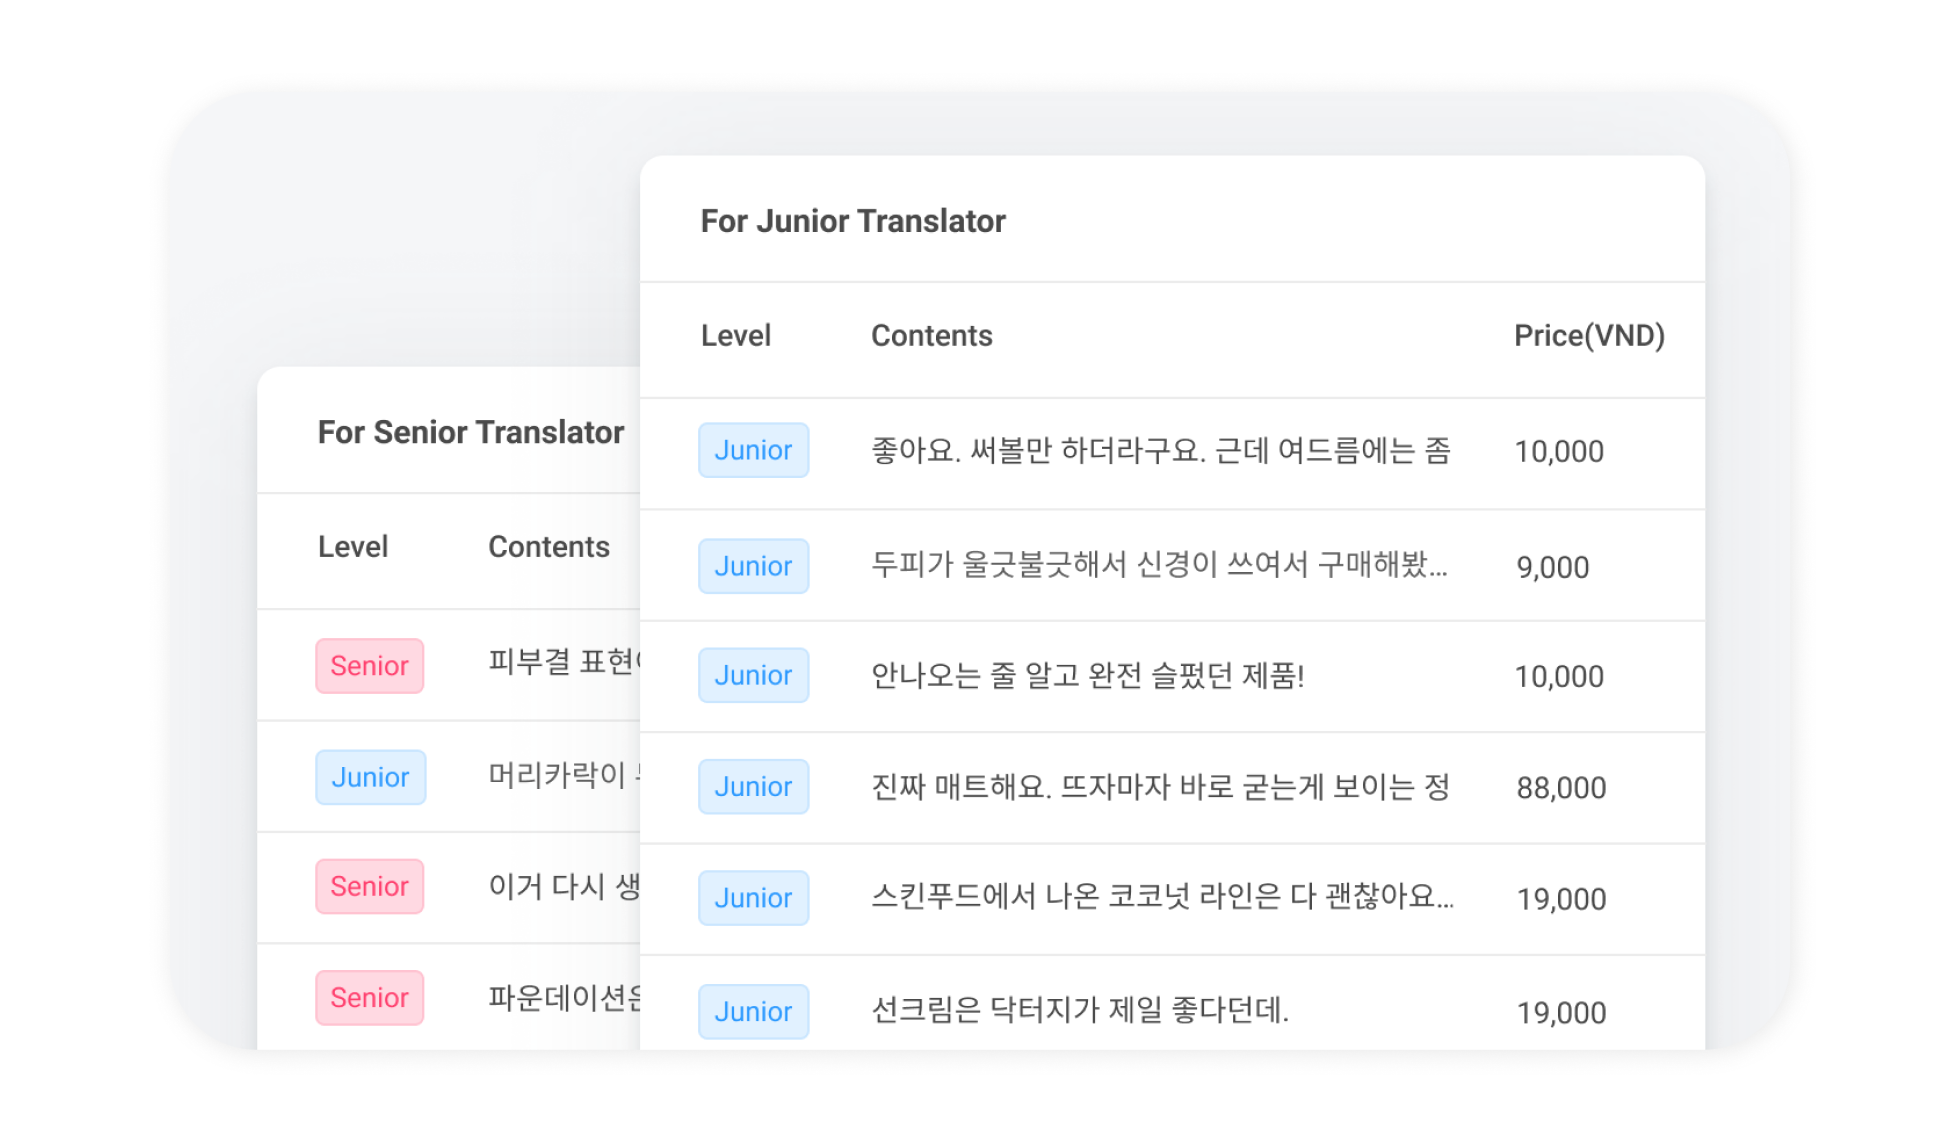 For Junior Translator
Level Contents Price(VND)
Junior 좋아요. 써볼만 하더라구요. 근데 여드름에는 좀 10,000
Junior 두피가 울긋불긋해서 신경이 쓰여서 구매해봤... 9,000
Junior 안나오는 줄 알고 완전 슬펐던 제품! 10,000
Junior 진짜 매트해요. 뜨자마자 바로 굳는게 보이는 정 88,000
Junior 스킨푸드에서 나온 코코넛 라인은 다 괜찮아요... 19,000
Junior 선크림은 닥터지가 제일 좋다던데. 19,000
For Senior Translator
Level Contents
Senior 피부결 표현
Junior 머리카락이
Senior 이거 다시 생
Senior 파운데이션은